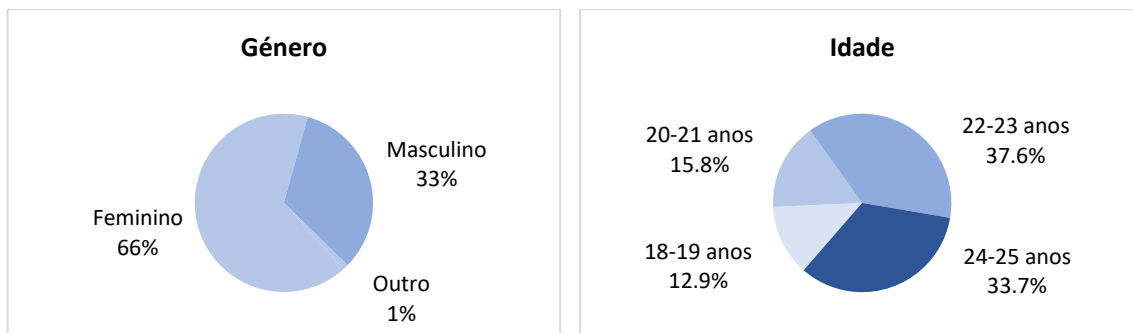 Género
Masculino
33%
Feminino
66%
Outro
1%
Idade
22-23 anos
37.6%
20-21 anos
15.8%
18-19 anos
12.9%
24-25 anos
33.7%